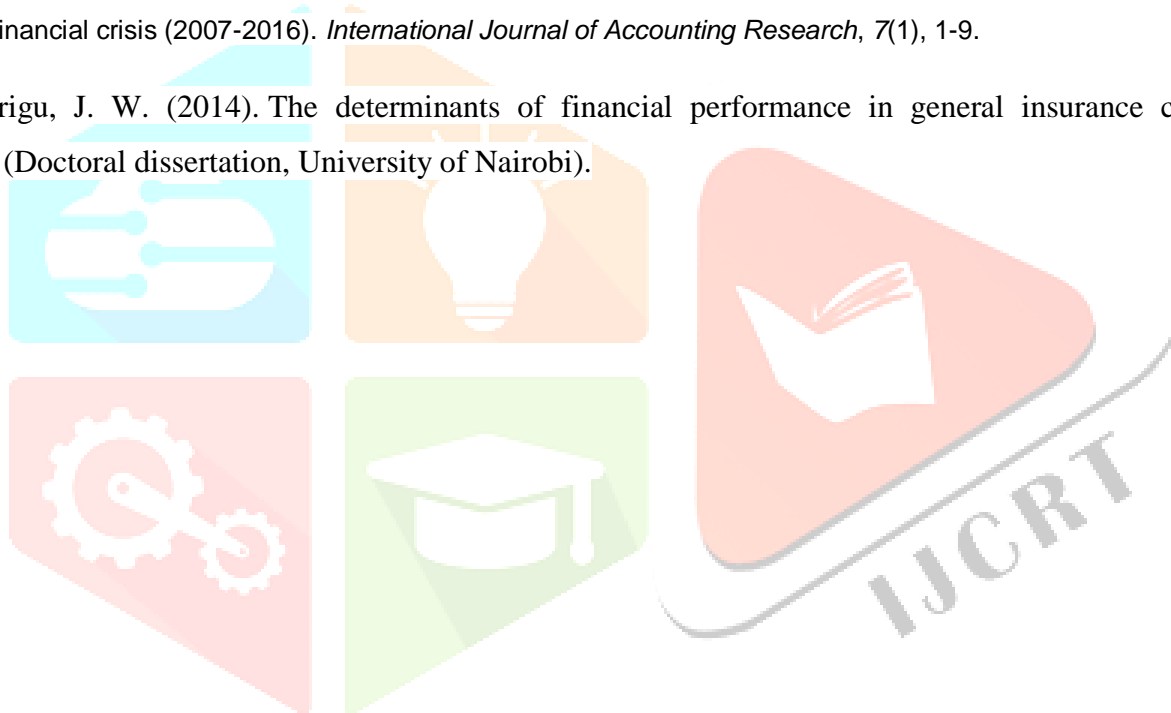 inancial crisis (2007-2016). International Journal of Accounting Research, 7(1), 1-9.
rigu, J. W. (2014). The determinants of financial performance in general insurance c
(Doctoral dissertation, University of Nairobi).
IJCRT